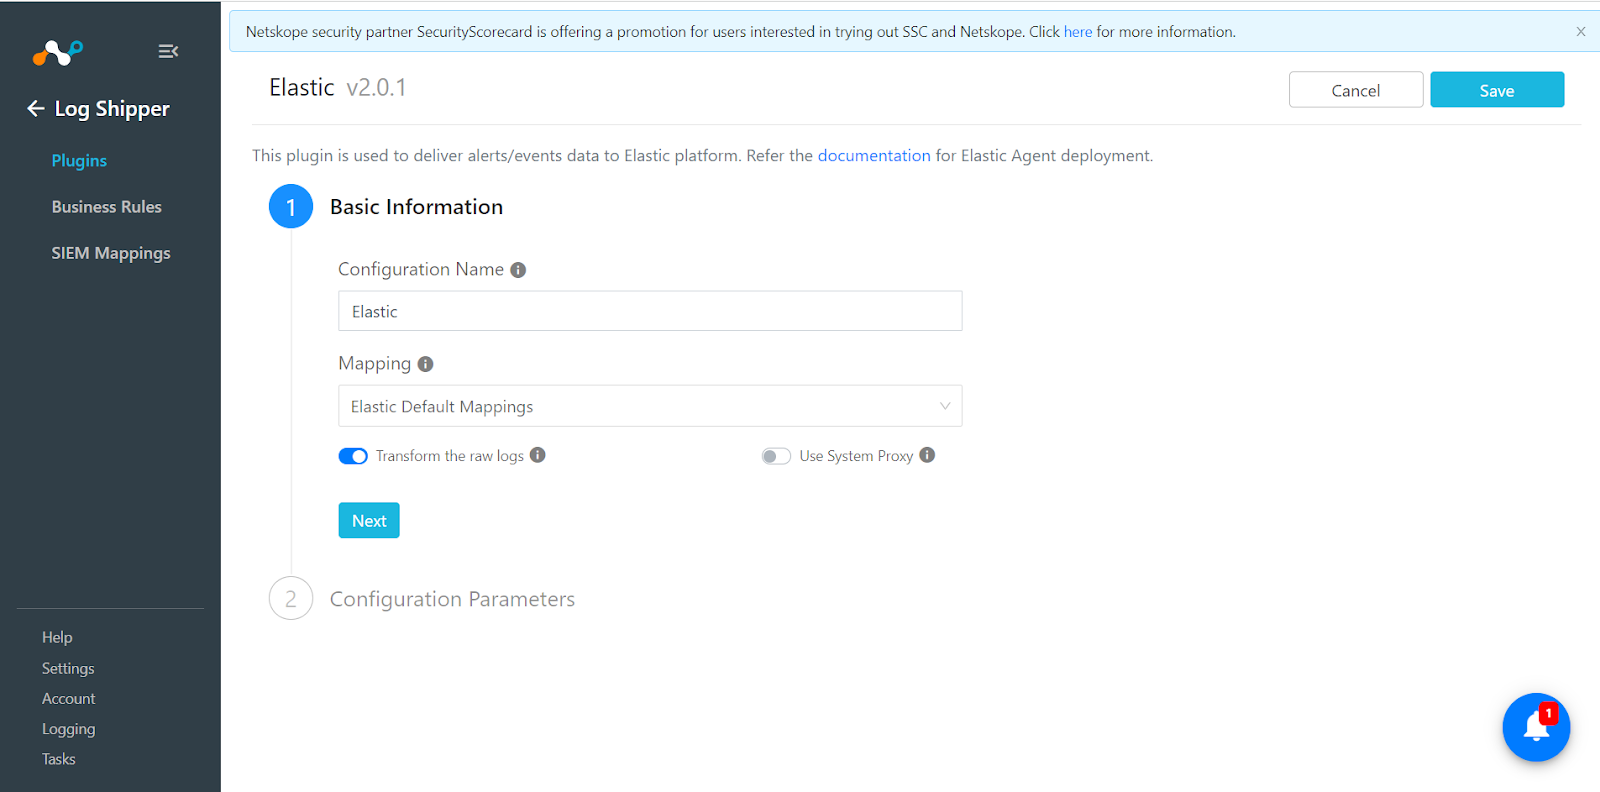 Netskope security partner SecurityScorecard is offering a promotion for users interested in trying out SSC and Netskope. Click here for more information.
Log Shipper
Plugins
Business Rules
SIEM Mappings
Help
Settings
Account
Logging
Tasks
Elastic v2.0.1
Cancel
Save
This plugin is used to deliver alerts/events data to Elastic platform. Refer the documentation for Elastic Agent deployment.
1 Basic Information
Configuration Name
Elastic
Mapping
Elastic Default Mappings
Transform the raw logs
Use System Proxy
Next
2 Configuration Parameters
1